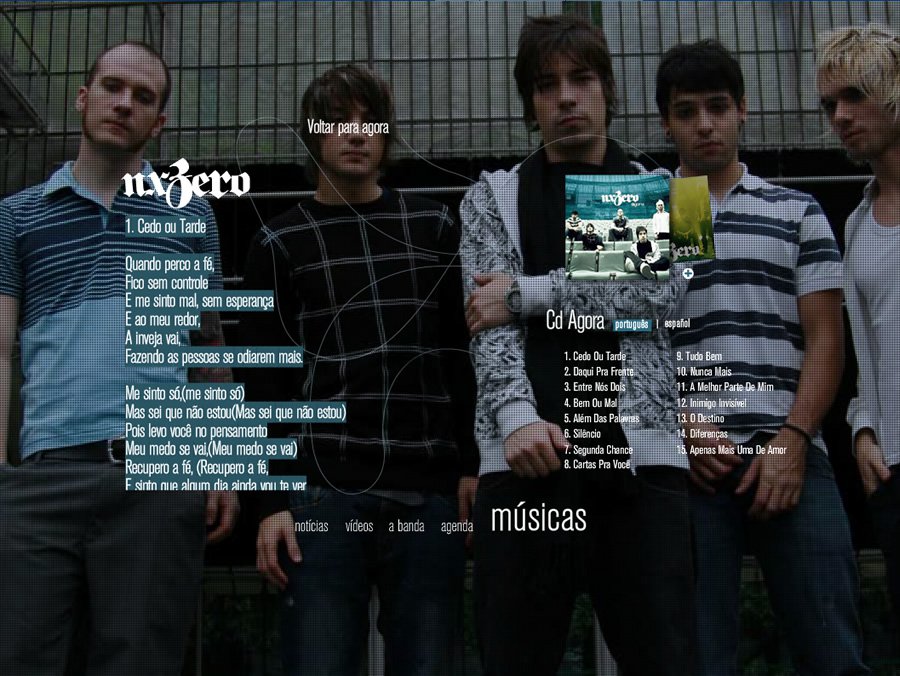 Voltar para agora
nxzero
1. Cedo ou Tarde
Quando perco a fé,
Fico sem controle
E me sinto mal, sem esperança
E ao meu redor,
A inveja vai,
Fazendo as pessoas se odiarem mais.
Me sinto só,(me sinto só)
Mas sei que não estou(Mas sei que não estou)
Pois levo você no pensamento
Meu medo se vai,(Meu medo se vai)
Recupero a fé, (Recupero a fé,
E sinto que algum dia ainda vou te ver
nxzero
Cd Agora português | español
1. Cedo Ou Tarde
2. Daqui Pra Frente
3. Entre Nós Dois
4. Bem Ou Mal
5. Além Das Palavras
6. Silêncio
7. Segunda Chance
8. Cartas Pra Você
9. Tudo Bem
10. Nunca Mais
11. A Melhor Parte De Mim
12. Inimigo Invisível
13. O Destino
14. Diferenças
15. Apenas Mais Uma De Amor
notícias vídeos a banda agenda músicas